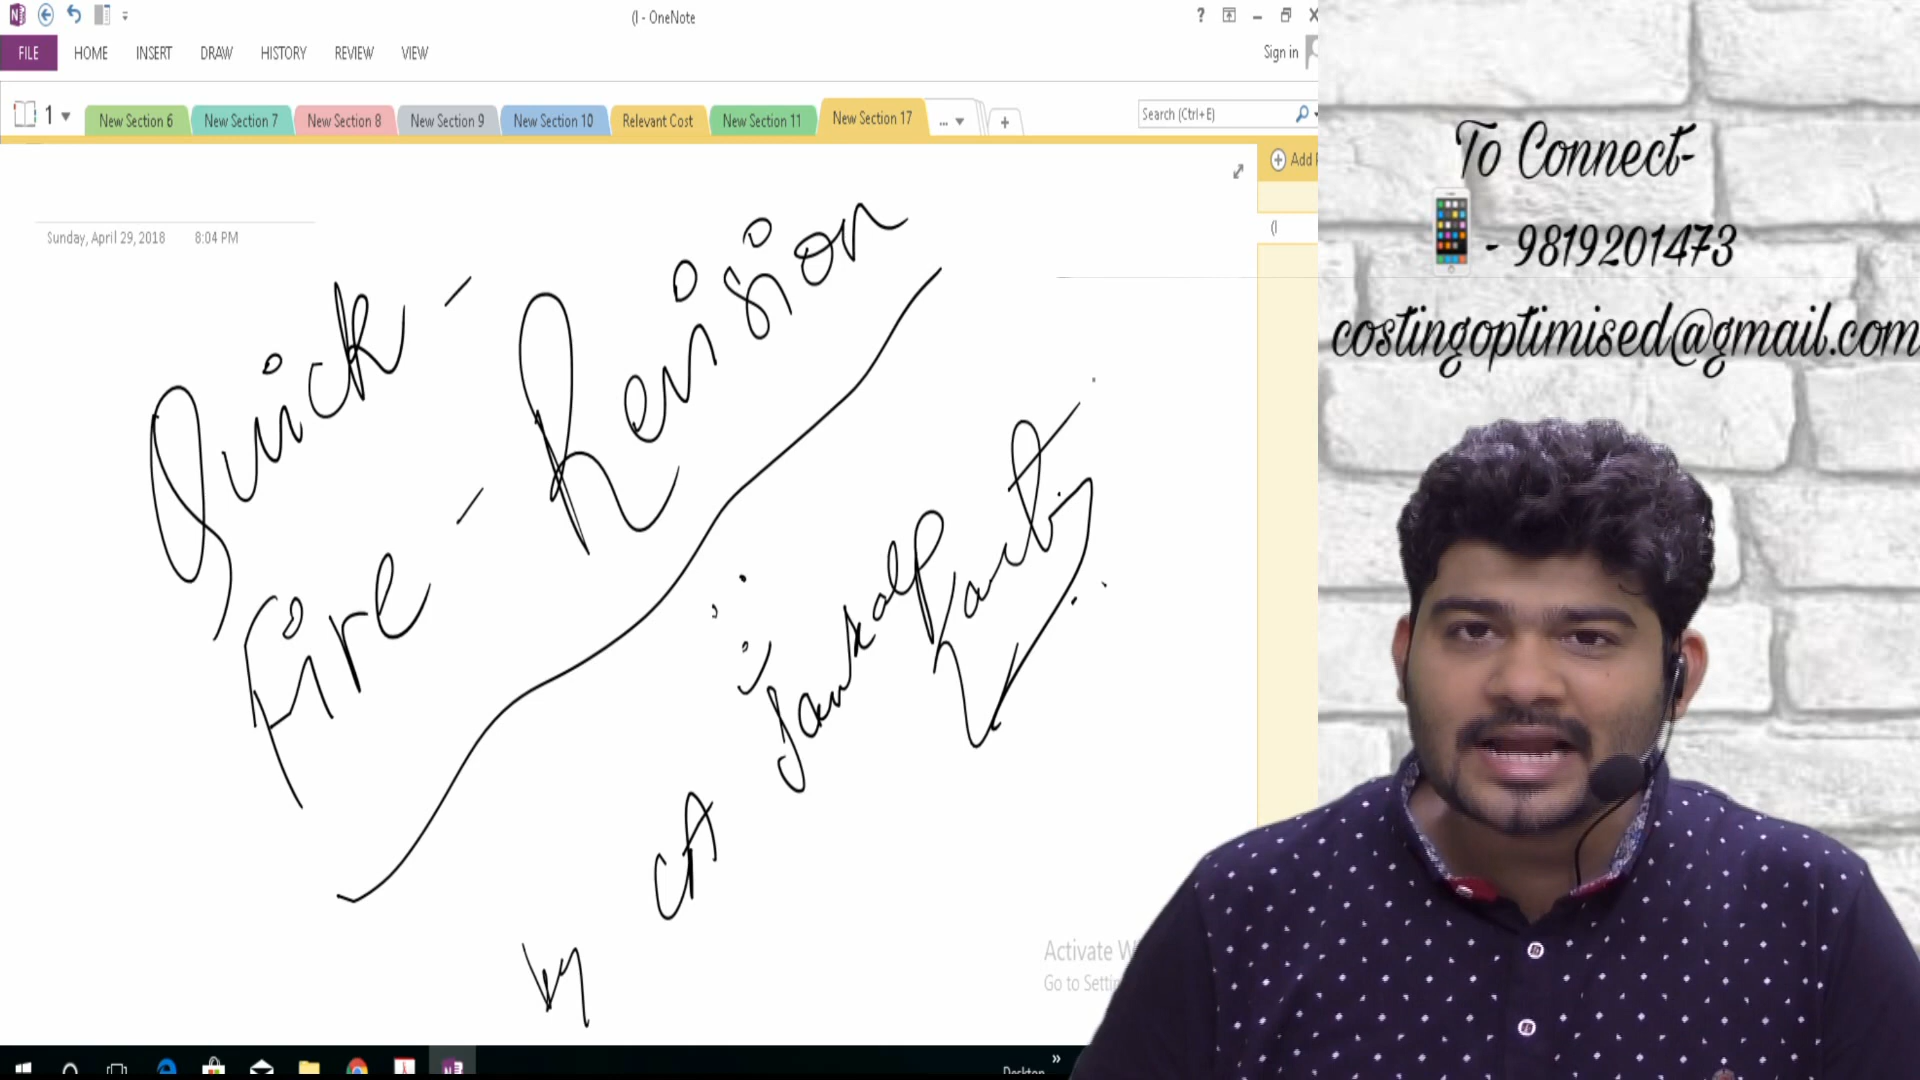 (I - OneNote
FILE HOME INSERT DRAW HISTORY REVIEW VIEW
Sign in
1 New Section 6 New Section 7 New Section 8 New Section 9 New Section 10 Relevant Cost New Section 11 New Section 17 ... +
Search (Ctrl+E)
Add
(I
Sunday, April 29, 2018 8:04 PM
Quick -
Fire - Revision
by CA
To Connect-
- 9819201473
costingoptimised@gmail.com
Activate W
Go to Settin
Desktop
»